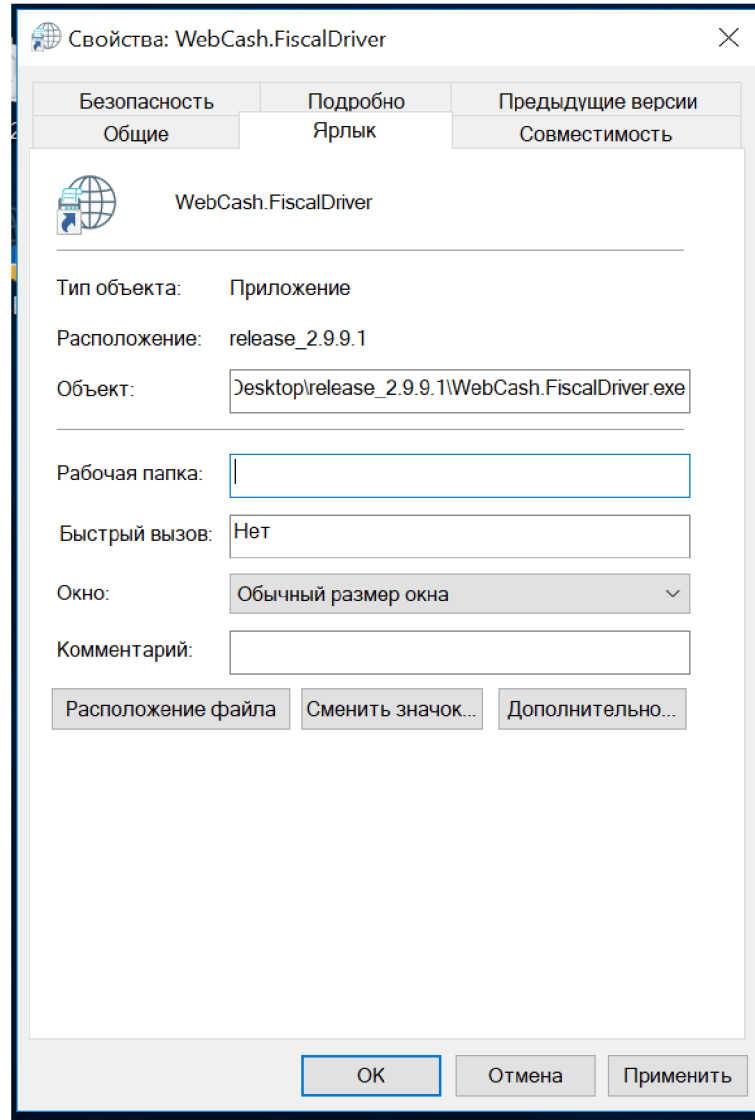 Свойства: WebCash.FiscalDriver
Безопасность Подробно Предыдущие версии
Общие Ярлык Совместимость
WebCash.FiscalDriver
Тип объекта: Приложение
Расположение: release_2.9.9.1
Объект: Desktop\release_2.9.9.1\WebCash.FiscalDriver.exe
Рабочая папка:
Быстрый вызов: Нет
Окно: Обычный размер окна
Комментарий:
Расположение файла Сменить значок... Дополнительно...
OK Отмена Применить